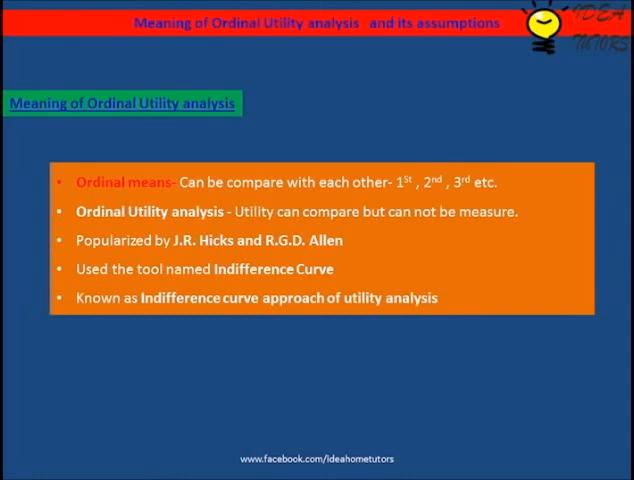 Meaning of Ordinal Utility analysis and its assumptions
IDEA
TUTORS
Meaning of Ordinal Utility analysis
• Ordinal means- Can be compare with each other- 1St , 2nd , 3rd etc.
• Ordinal Utility analysis - Utility can compare but can not be measure.
• Popularized by J.R. Hicks and R.G.D. Allen
• Used the tool named Indifference Curve
• Known as Indifference curve approach of utility analysis
www.facebook.com/ideahometutors